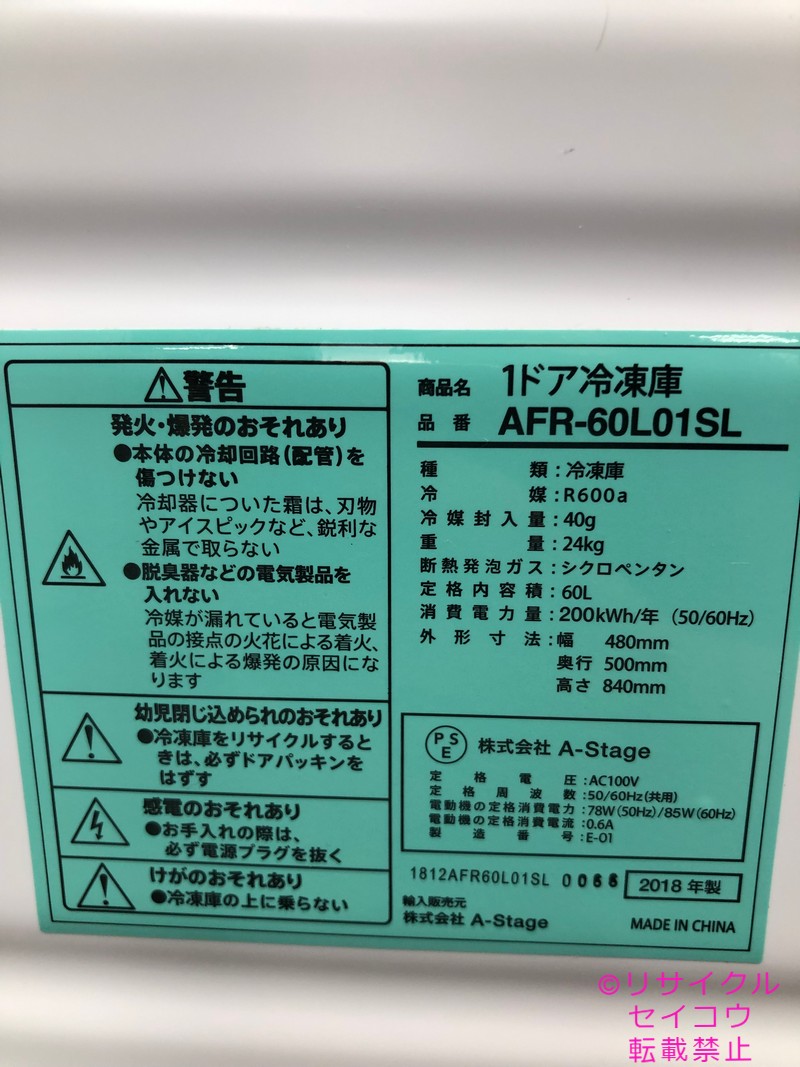 警告
発火・爆発のおそれあり
●本体の冷却回路(配管)を
傷つけない
冷却器についた霜は、刃物
やアイスピックなど、鋭利な
金属で取らない
●脱臭器などの電気製品を
入れない
冷媒が漏れていると電気製
品の接点の火花による着火、
着火による爆発の原因にな
ります
幼児閉じ込められのおそれあり
●冷凍庫をリサイクルすると
きは、必ずドアパッキンを
はずす
感電のおそれあり
●お手入れの際は、
必ず電源プラグを抜く
けがのおそれあり
●冷凍庫の上に乗らない
商品名 1ドア冷凍庫
品番 AFR-60L01SL
種類:冷凍庫
冷媒:R600a
冷媒封入量:40g
重量:24kg
断熱発泡ガス:シクロペンタン
定格内容積:60L
消費電力量:200kWh/年 (50/60Hz)
外形寸法:幅 480mm
奥行 500mm
高さ 840mm
PSE 株式会社 A-Stage
定格電圧:AC100V
定格周波数:50/60Hz(共用)
電動機の定格消費電力:78W(50Hz)/85W(60Hz)
電動機の定格消費電流:0.6A
製造番号:E-01
1812AFR60L01SL 0066 2018年製
輸入販売元
株式会社 A-Stage MADE IN CHINA
©リサイクル
セイコウ
転載禁止